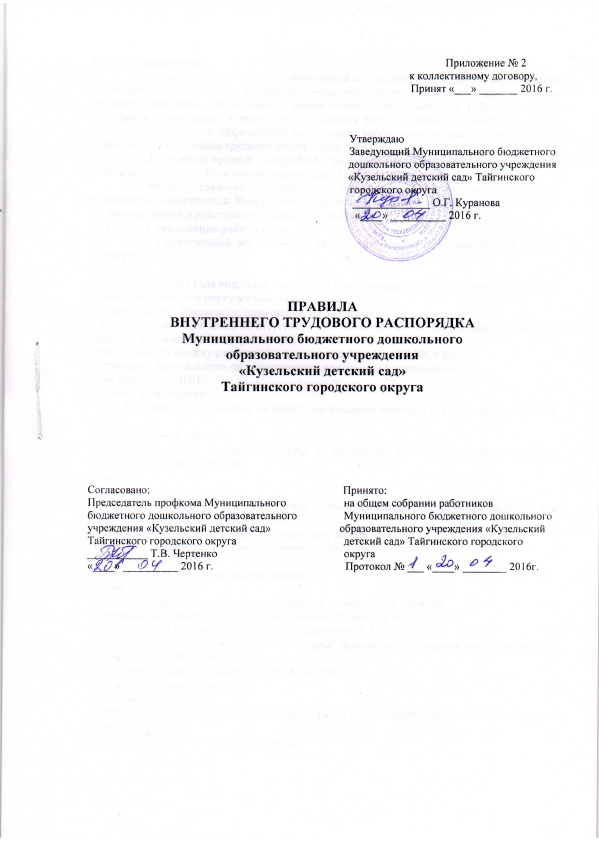 Приложение № 2
к коллективному договору,
Принят «___» _______ 2016 г.
Утверждаю
Заведующий Муниципального бюджетного
дошкольного образовательного учреждения
«Кузельский детский сад» Тайгинского
городского округа
______________ О.Г. Куранова
«20» 04 2016 г.
ПРАВИЛА
ВНУТРЕННЕГО ТРУДОВОГО РАСПОРЯДКА
Муниципального бюджетного дошкольного
образовательного учреждения
«Кузельский детский сад»
Тайгинского городского округа
Согласовано:
Председатель профкома Муниципального
бюджетного дошкольного образовательного
учреждения «Кузельский детский сад»
Тайгинского городского округа
___________ Т.В. Чертенко
«20» 04 2016 г.
Принято:
на общем собрании работников
Муниципального бюджетного дошкольного
образовательного учреждения «Кузельский
детский сад» Тайгинского городского
округа
Протокол № 1 «20» 04 2016г.